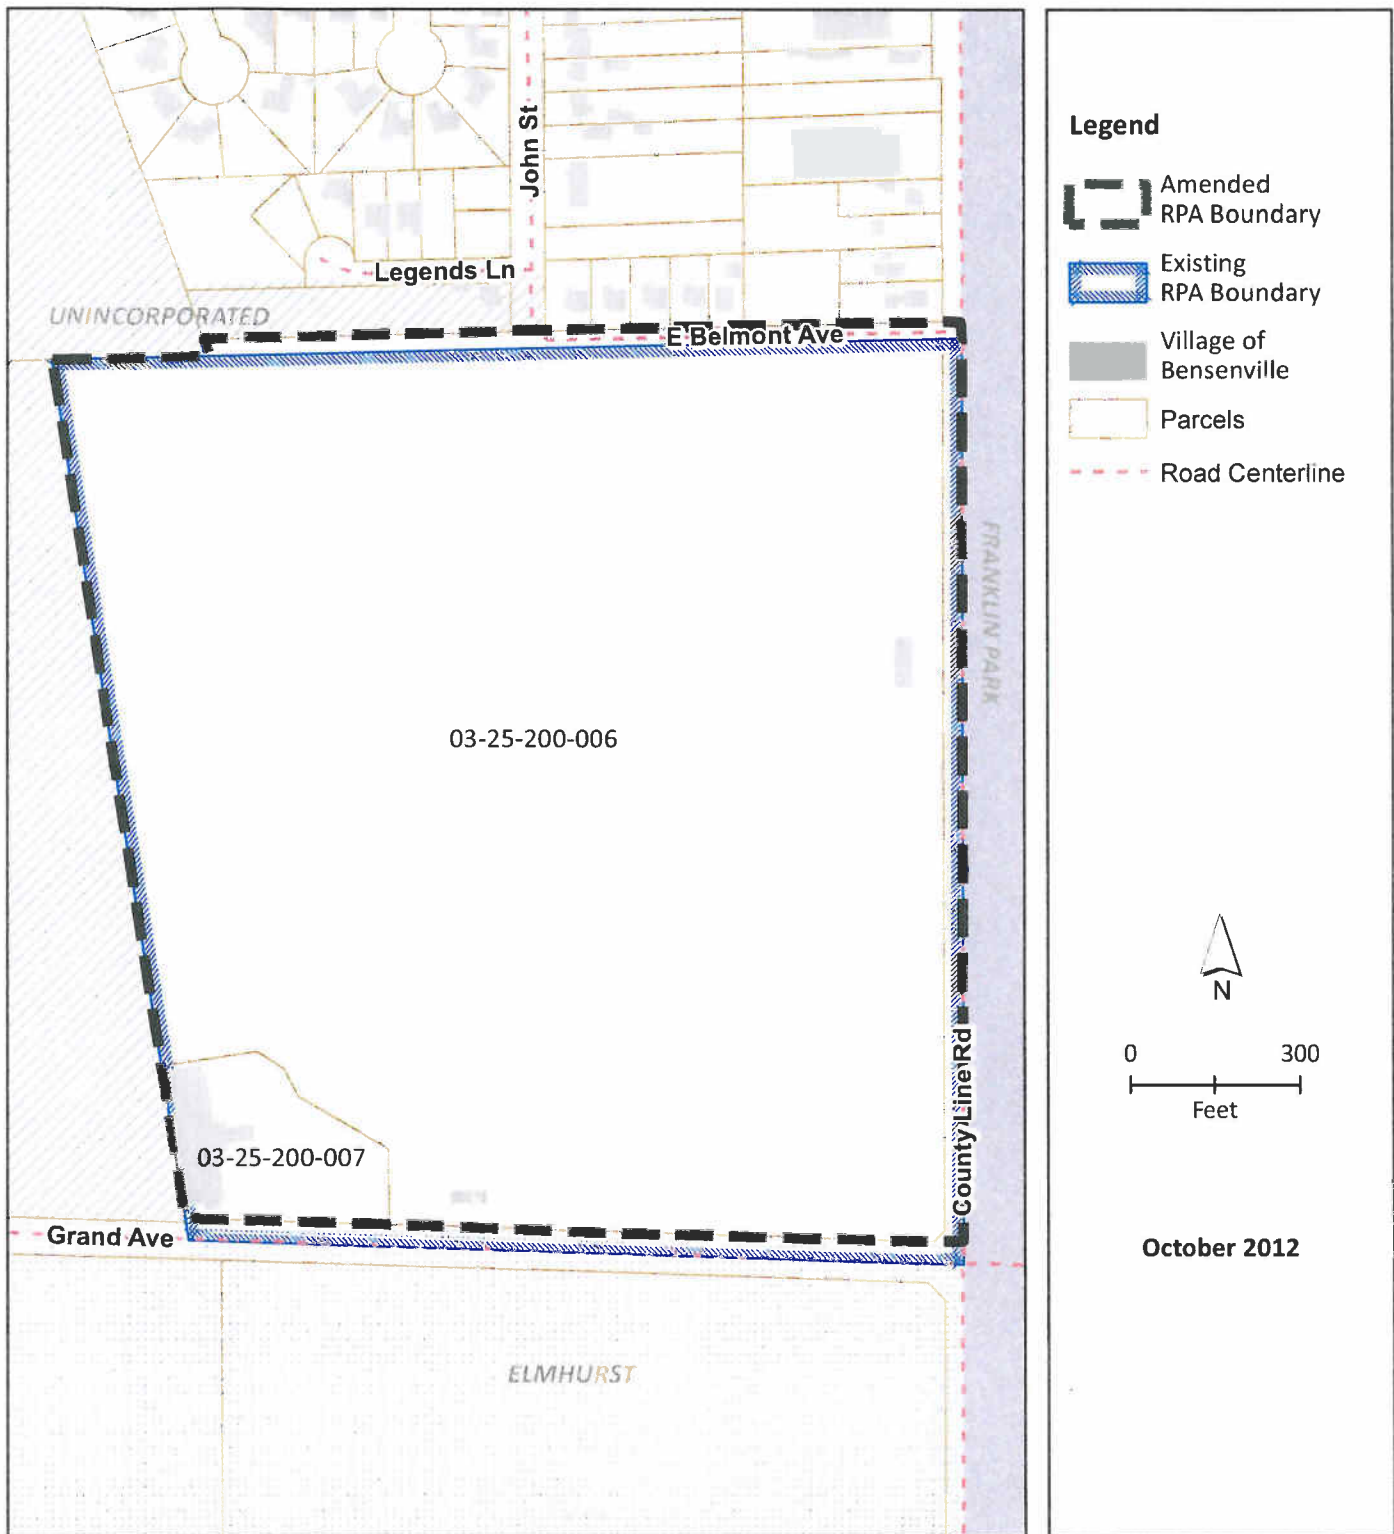 John St
Legends Ln
UNINCORPORATED
E Belmont Ave
FRANKLIN PARK
03-25-200-006
County Line Rd
03-25-200-007
Grand Ave
ELMHURST
Legend
Amended
RPA Boundary
Existing
RPA Boundary
Village of
Bensenville
Parcels
Road Centerline
N
0 300
Feet
October 2012